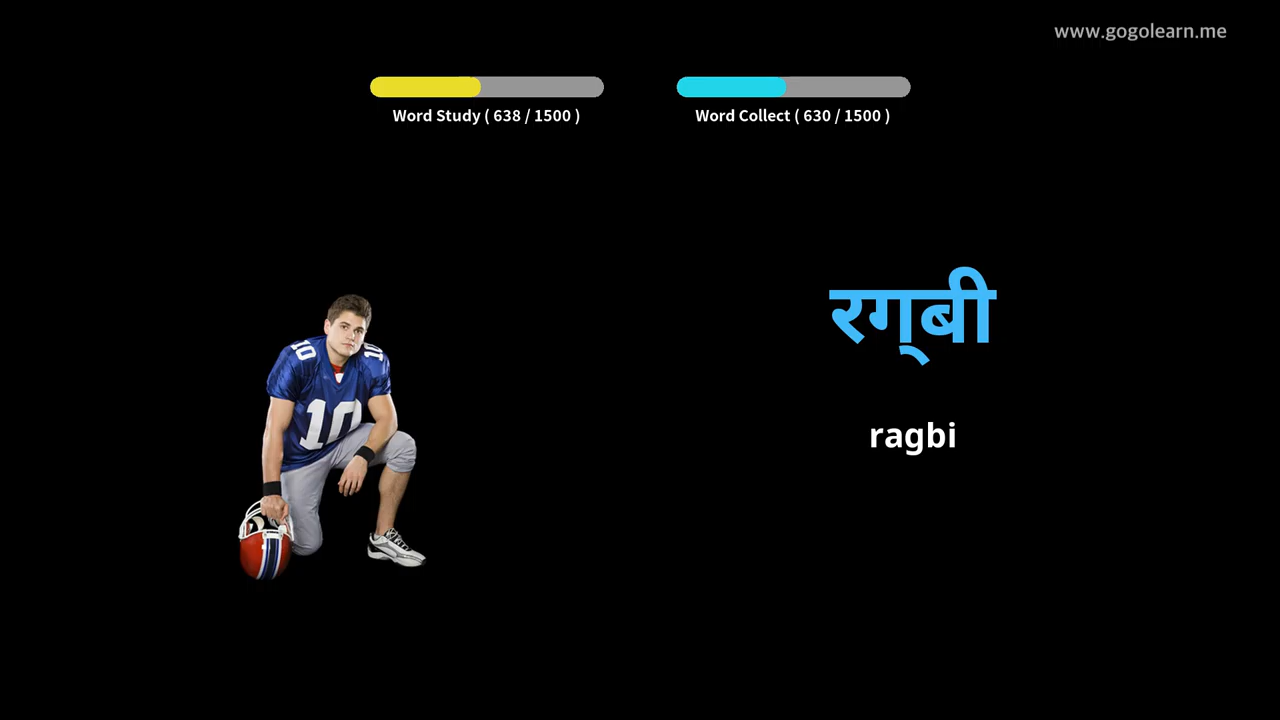 www.gogolearn.me
Word Study ( 638 / 1500 )
Word Collect ( 630 / 1500 )
रग्‌बी
ragbi
10
10
10